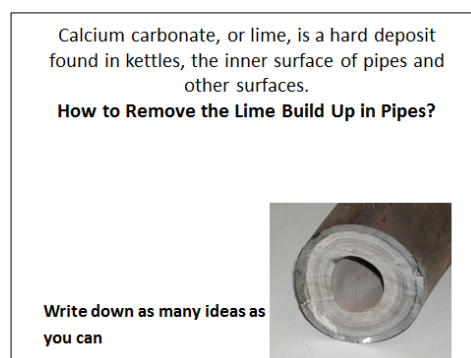 Calcium carbonate, or lime, is a hard deposit
found in kettles, the inner surface of pipes and
other surfaces.
How to Remove the Lime Build Up in Pipes?
Write down as many ideas as
you can